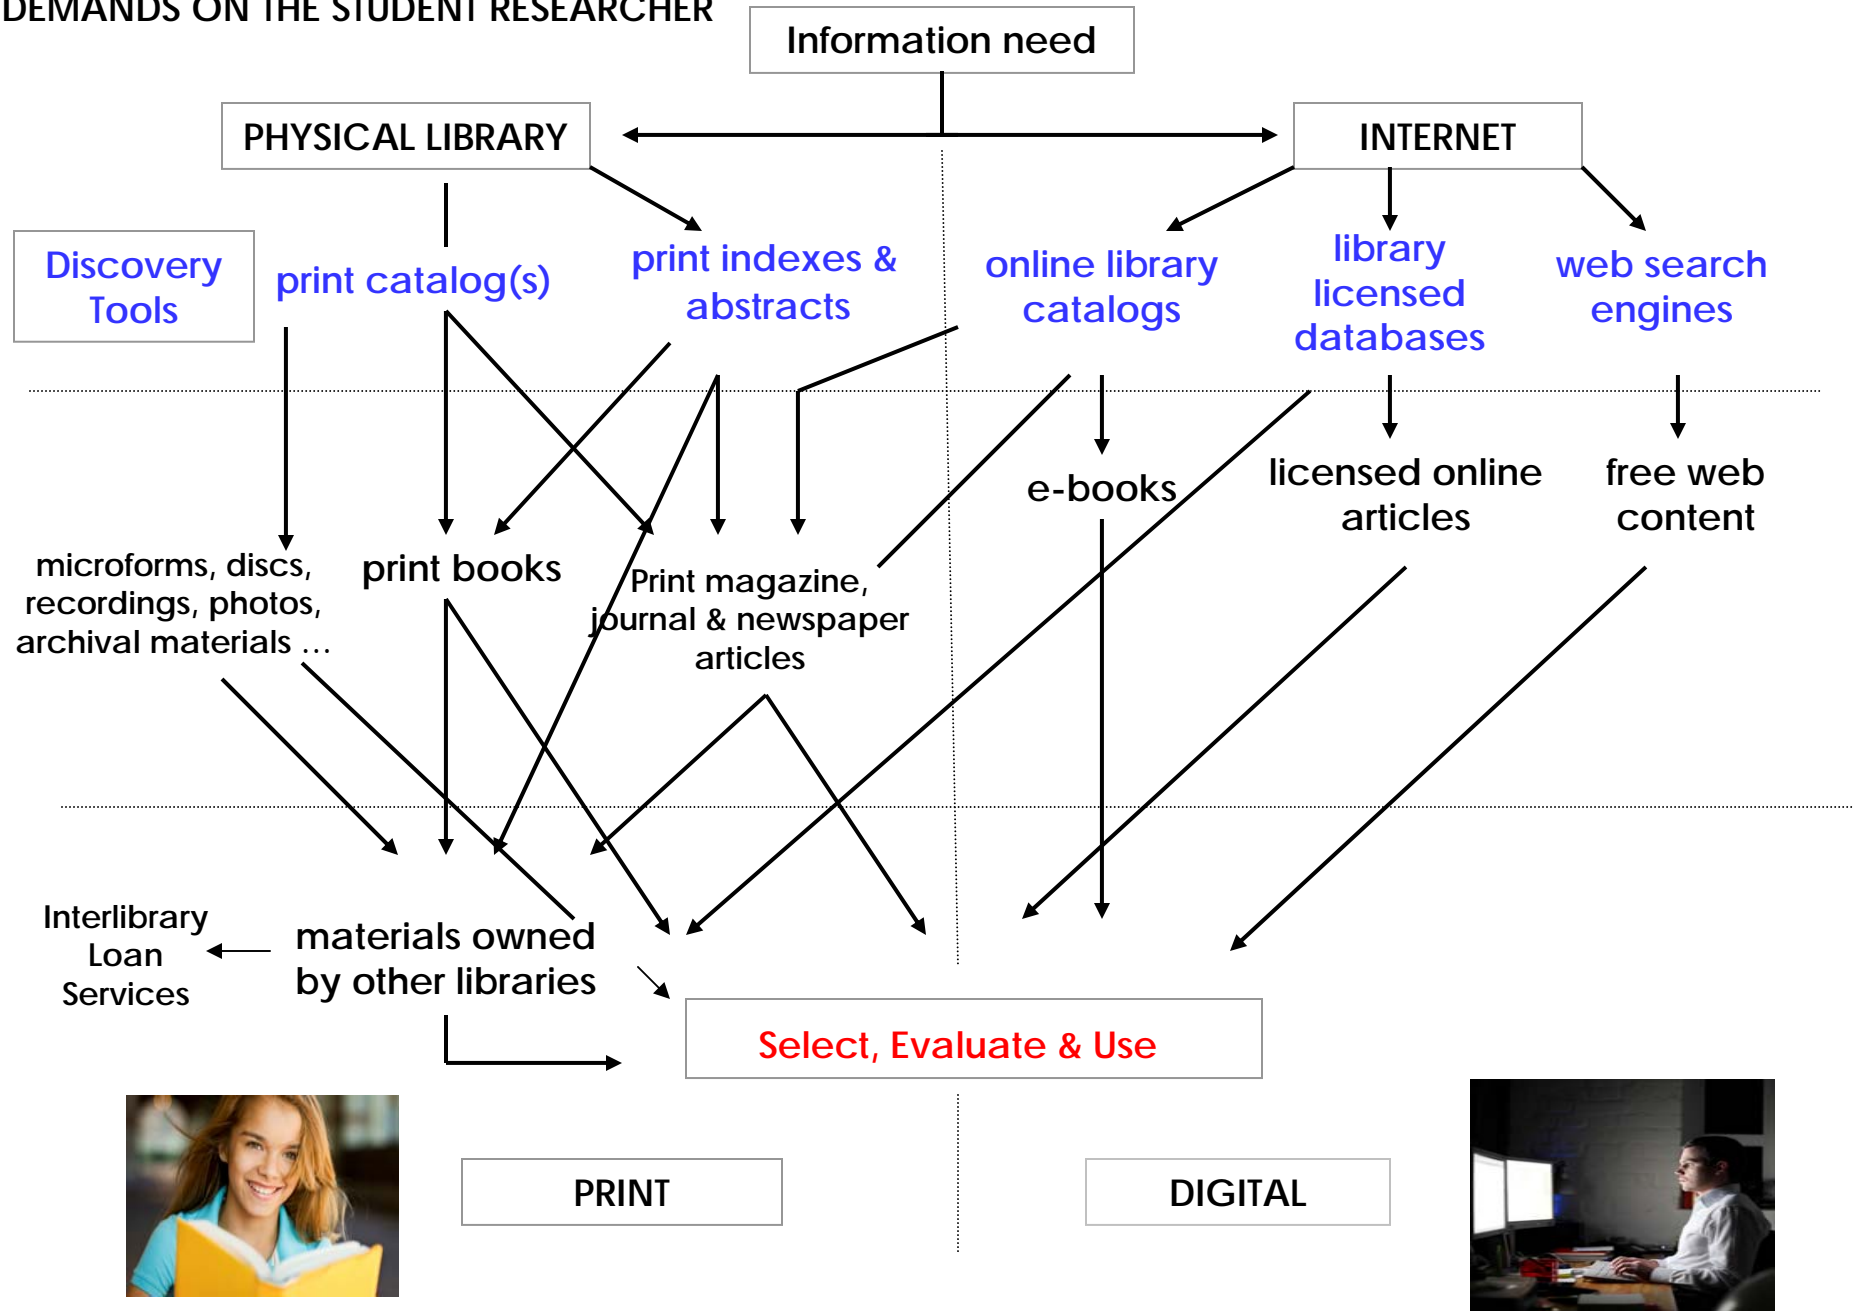 DEMANDS ON THE STUDENT RESEARCHER
Information need
PHYSICAL LIBRARY
INTERNET
Discovery
Tools
print catalog(s)
print indexes &
abstracts
online library
catalogs
library
licensed
databases
web search
engines
microforms, discs,
recordings, photos,
archival materials …
print books
Print magazine,
journal & newspaper
articles
e-books
licensed online
articles
free web
content
Interlibrary
Loan
Services
materials owned
by other libraries
Select, Evaluate & Use
PRINT
DIGITAL